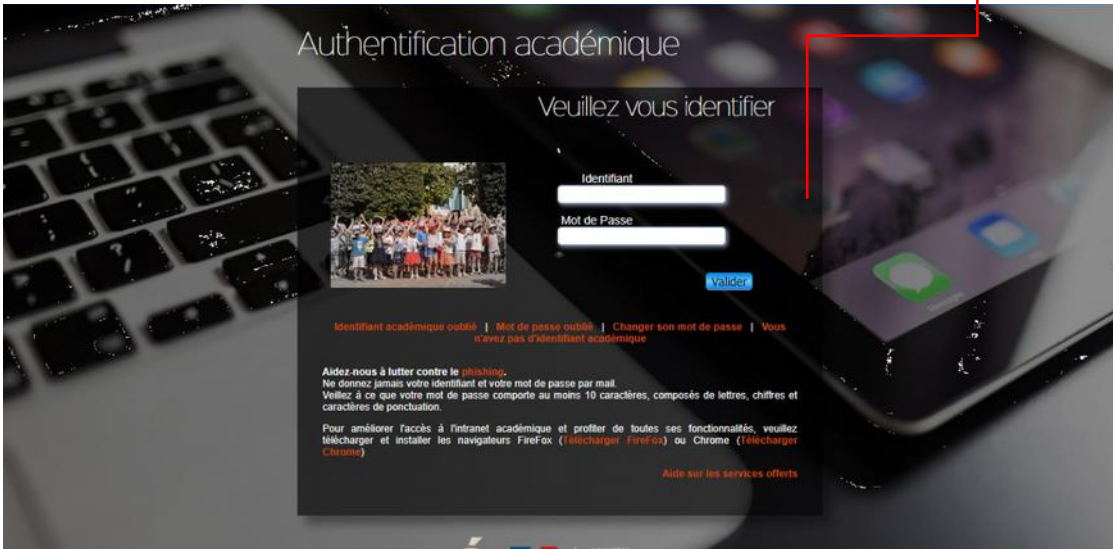 Authentification académique
Veuillez vous identifier
Identifiant
Mot de Passe
Valider
Identifiant académique oublié | Mot de passe oublié | Changer son mot de passe | Vous
n'avez pas d'identifiant académique
Aidez-nous à lutter contre le phishing.
Ne donnez jamais votre identifiant et votre mot de passe par mail.
Veillez à ce que votre mot de passe comporte au moins 10 caractères, composés de lettres, chiffres et
caractères de ponctuation.
Pour améliorer l'accès à l'intranet académique et profiter de toutes ses fonctionnalités, veuillez
télécharger et installer les navigateurs FireFox (Télécharger FireFox) ou Chrome (Télécharger
Chrome)
Aide sur les services offerts